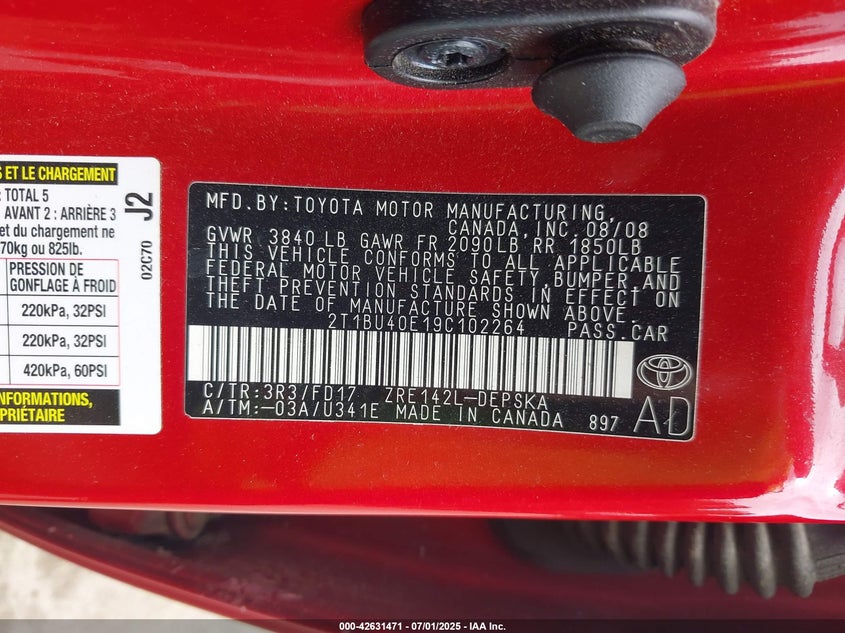 S ET LE CHARGEMENT
: TOTAL 5
AVANT 2 : ARRIÈRE 3
et du chargement ne
70kg ou 825lb.
PRESSION DE
GONFLAGE À FROID
220kPa, 32PSI
220kPa, 32PSI
420kPa, 60PSI
INFORMATIONS,
PRIÉTAIRE
J2
02C70
MFD.BY:TOYOTA MOTOR MANUFACTURING,
CANADA,INC.08/08
GVWR 3840 LB GAWR FR 2090LB RR 1850LB
THIS VEHICLE CONFORMS TO ALL APPLICABLE
FEDERAL MOTOR VEHICLE SAFETY,BUMPER,AND
THEFT PREVENTION STANDARDS IN EFFECT ON
THE DATE OF MANUFACTURE SHOWN ABOVE.
2T1BU40E19C102264 PASS.CAR
C/TR:3R3/FD17 ZRE142L-DEPSKA
A/TM:-03A/U341E MADE IN CANADA 897
AD
000-42631471 | 07/01/2025 - IAA Inc.